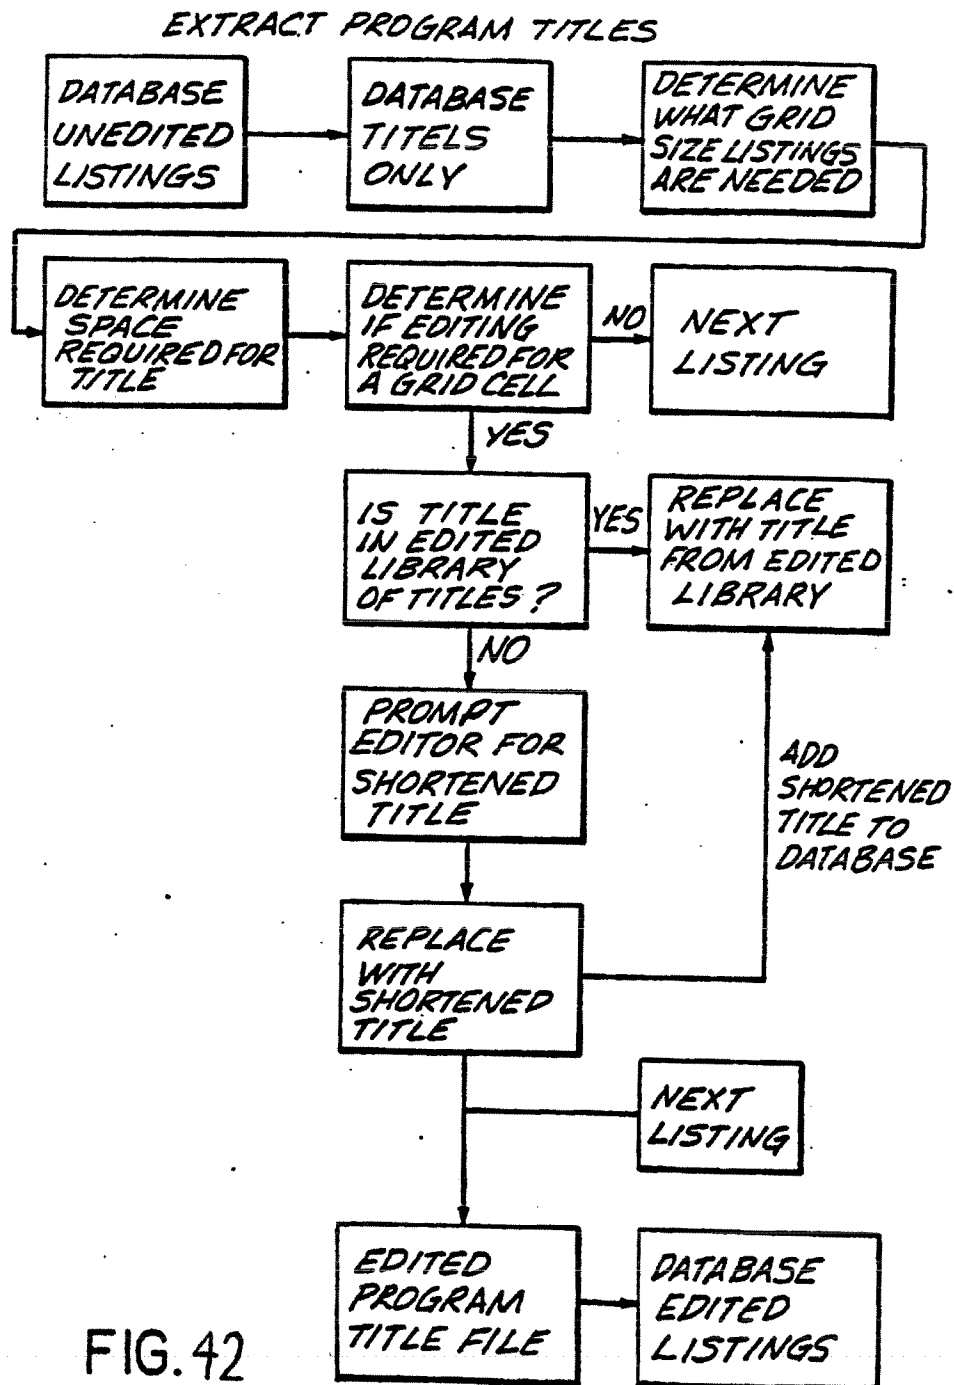 EXTRACT PROGRAM TITLES
DATABASE
UNEDITED
LISTINGS
DATABASE
TITELS
ONLY
DETERMINE
WHAT GRID
SIZE LISTINGS
ARE NEEDED
DETERMINE
SPACE
REQUIRED FOR
TITLE
DETERMINE
IF EDITING
REQUIRED FOR
A GRID CELL
NO
NEXT
LISTING
YES
IS TITLE
IN EDITED
LIBRARY
OF TITLES?
YES
REPLACE
WITH TITLE
FROM EDITED
LIBRARY
NO
PROMPT
EDITOR FOR
SHORTENED
TITLE
ADD
SHORTENED
TITLE TO
DATABASE
REPLACE
WITH
SHORTENED
TITLE
NEXT
LISTING
EDITED
PROGRAM
TITLE FILE
DATABASE
EDITED
LISTINGS
FIG. 42